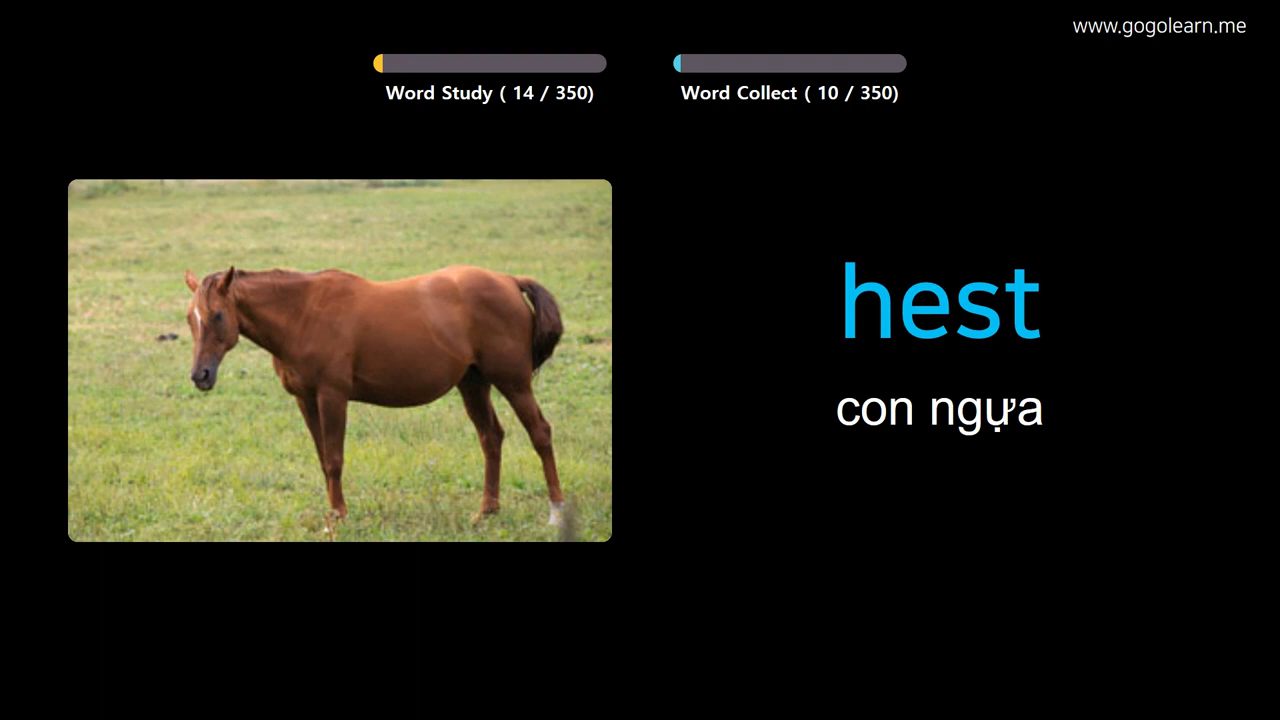 www.gogolearn.me
Word Study ( 14 / 350)
Word Collect ( 10 / 350)
hest
con ngựa